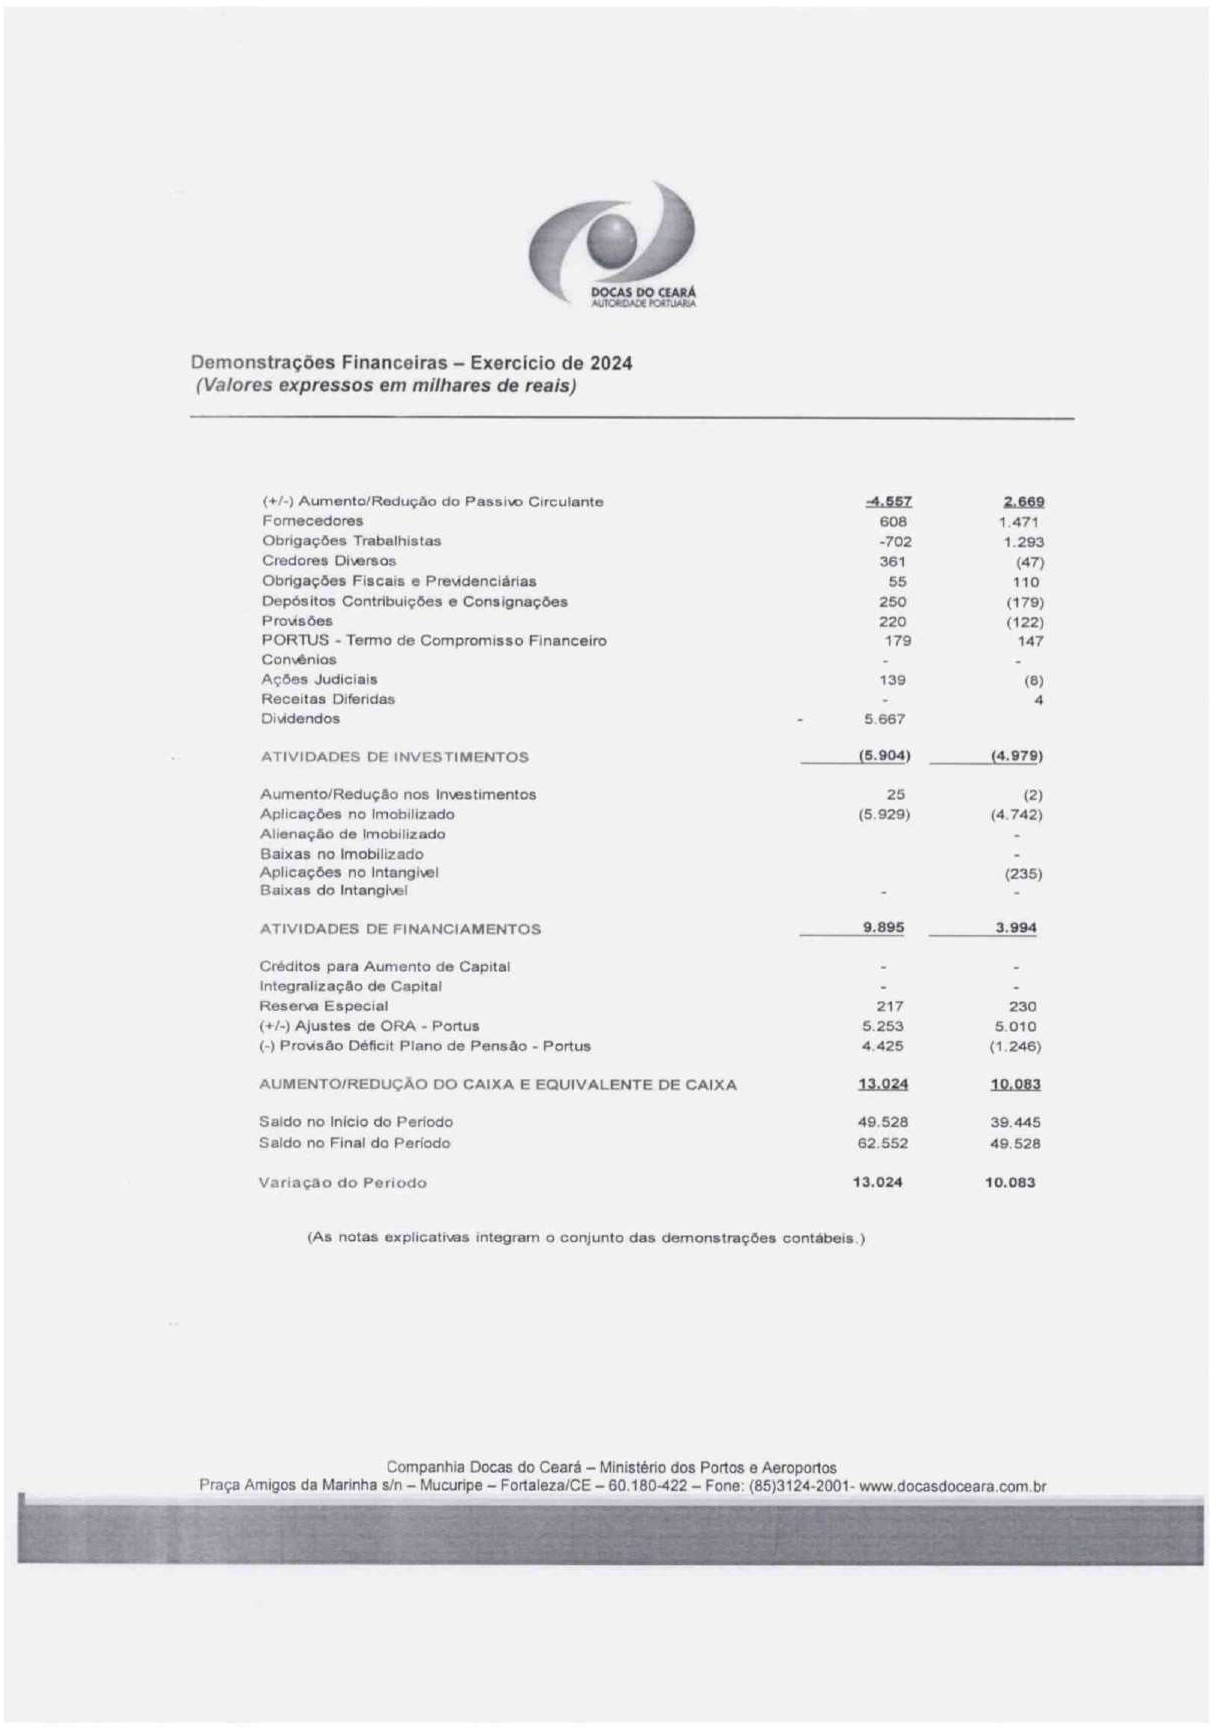 DOCAS DO CEARÁ
AUTORIDADE PORTUÁRIA
Demonstrações Financeiras – Exercício de 2024
(Valores expressos em milhares de reais)
(+/-) Aumento/Redução do Passivo Circulante -4.557 2.669
Fornecedores 608 1.471
Obrigações Trabalhistas -702 1.293
Credores Diversos 361 (47)
Obrigações Fiscais e Previdenciárias 55 110
Depósitos Contribuições e Consignações 250 (179)
Provisões 220 (122)
PORTUS - Termo de Compromisso Financeiro 179 147
Convênios - -
Ações Judiciais 139 (8)
Receitas Diferidas - 4
Dividendos - 5.667
ATIVIDADES DE INVESTIMENTOS (5.904) (4.979)
Aumento/Redução nos Investimentos 25 (2)
Aplicações no Imobilizado (5.929) (4.742)
Alienação de Imobilizado -
Baixas no Imobilizado -
Aplicações no Intangível (235)
Baixas do Intangível - -
ATIVIDADES DE FINANCIAMENTOS 9.895 3.994
Créditos para Aumento de Capital - -
Integralização de Capital - -
Reserva Especial 217 230
(+/-) Ajustes de ORA - Portus 5.253 5.010
(-) Provisão Déficit Plano de Pensão - Portus 4.425 (1.246)
AUMENTO/REDUÇÃO DO CAIXA E EQUIVALENTE DE CAIXA 13.024 10.083
Saldo no Início do Período 49.528 39.445
Saldo no Final do Período 62.552 49.528
Variação do Período 13.024 10.083
(As notas explicativas integram o conjunto das demonstrações contábeis.)
Companhia Docas do Ceará – Ministério dos Portos e Aeroportos
Praça Amigos da Marinha s/n – Mucuripe – Fortaleza/CE – 60.180-422 – Fone: (85)3124-2001- www.docasdoceara.com.br